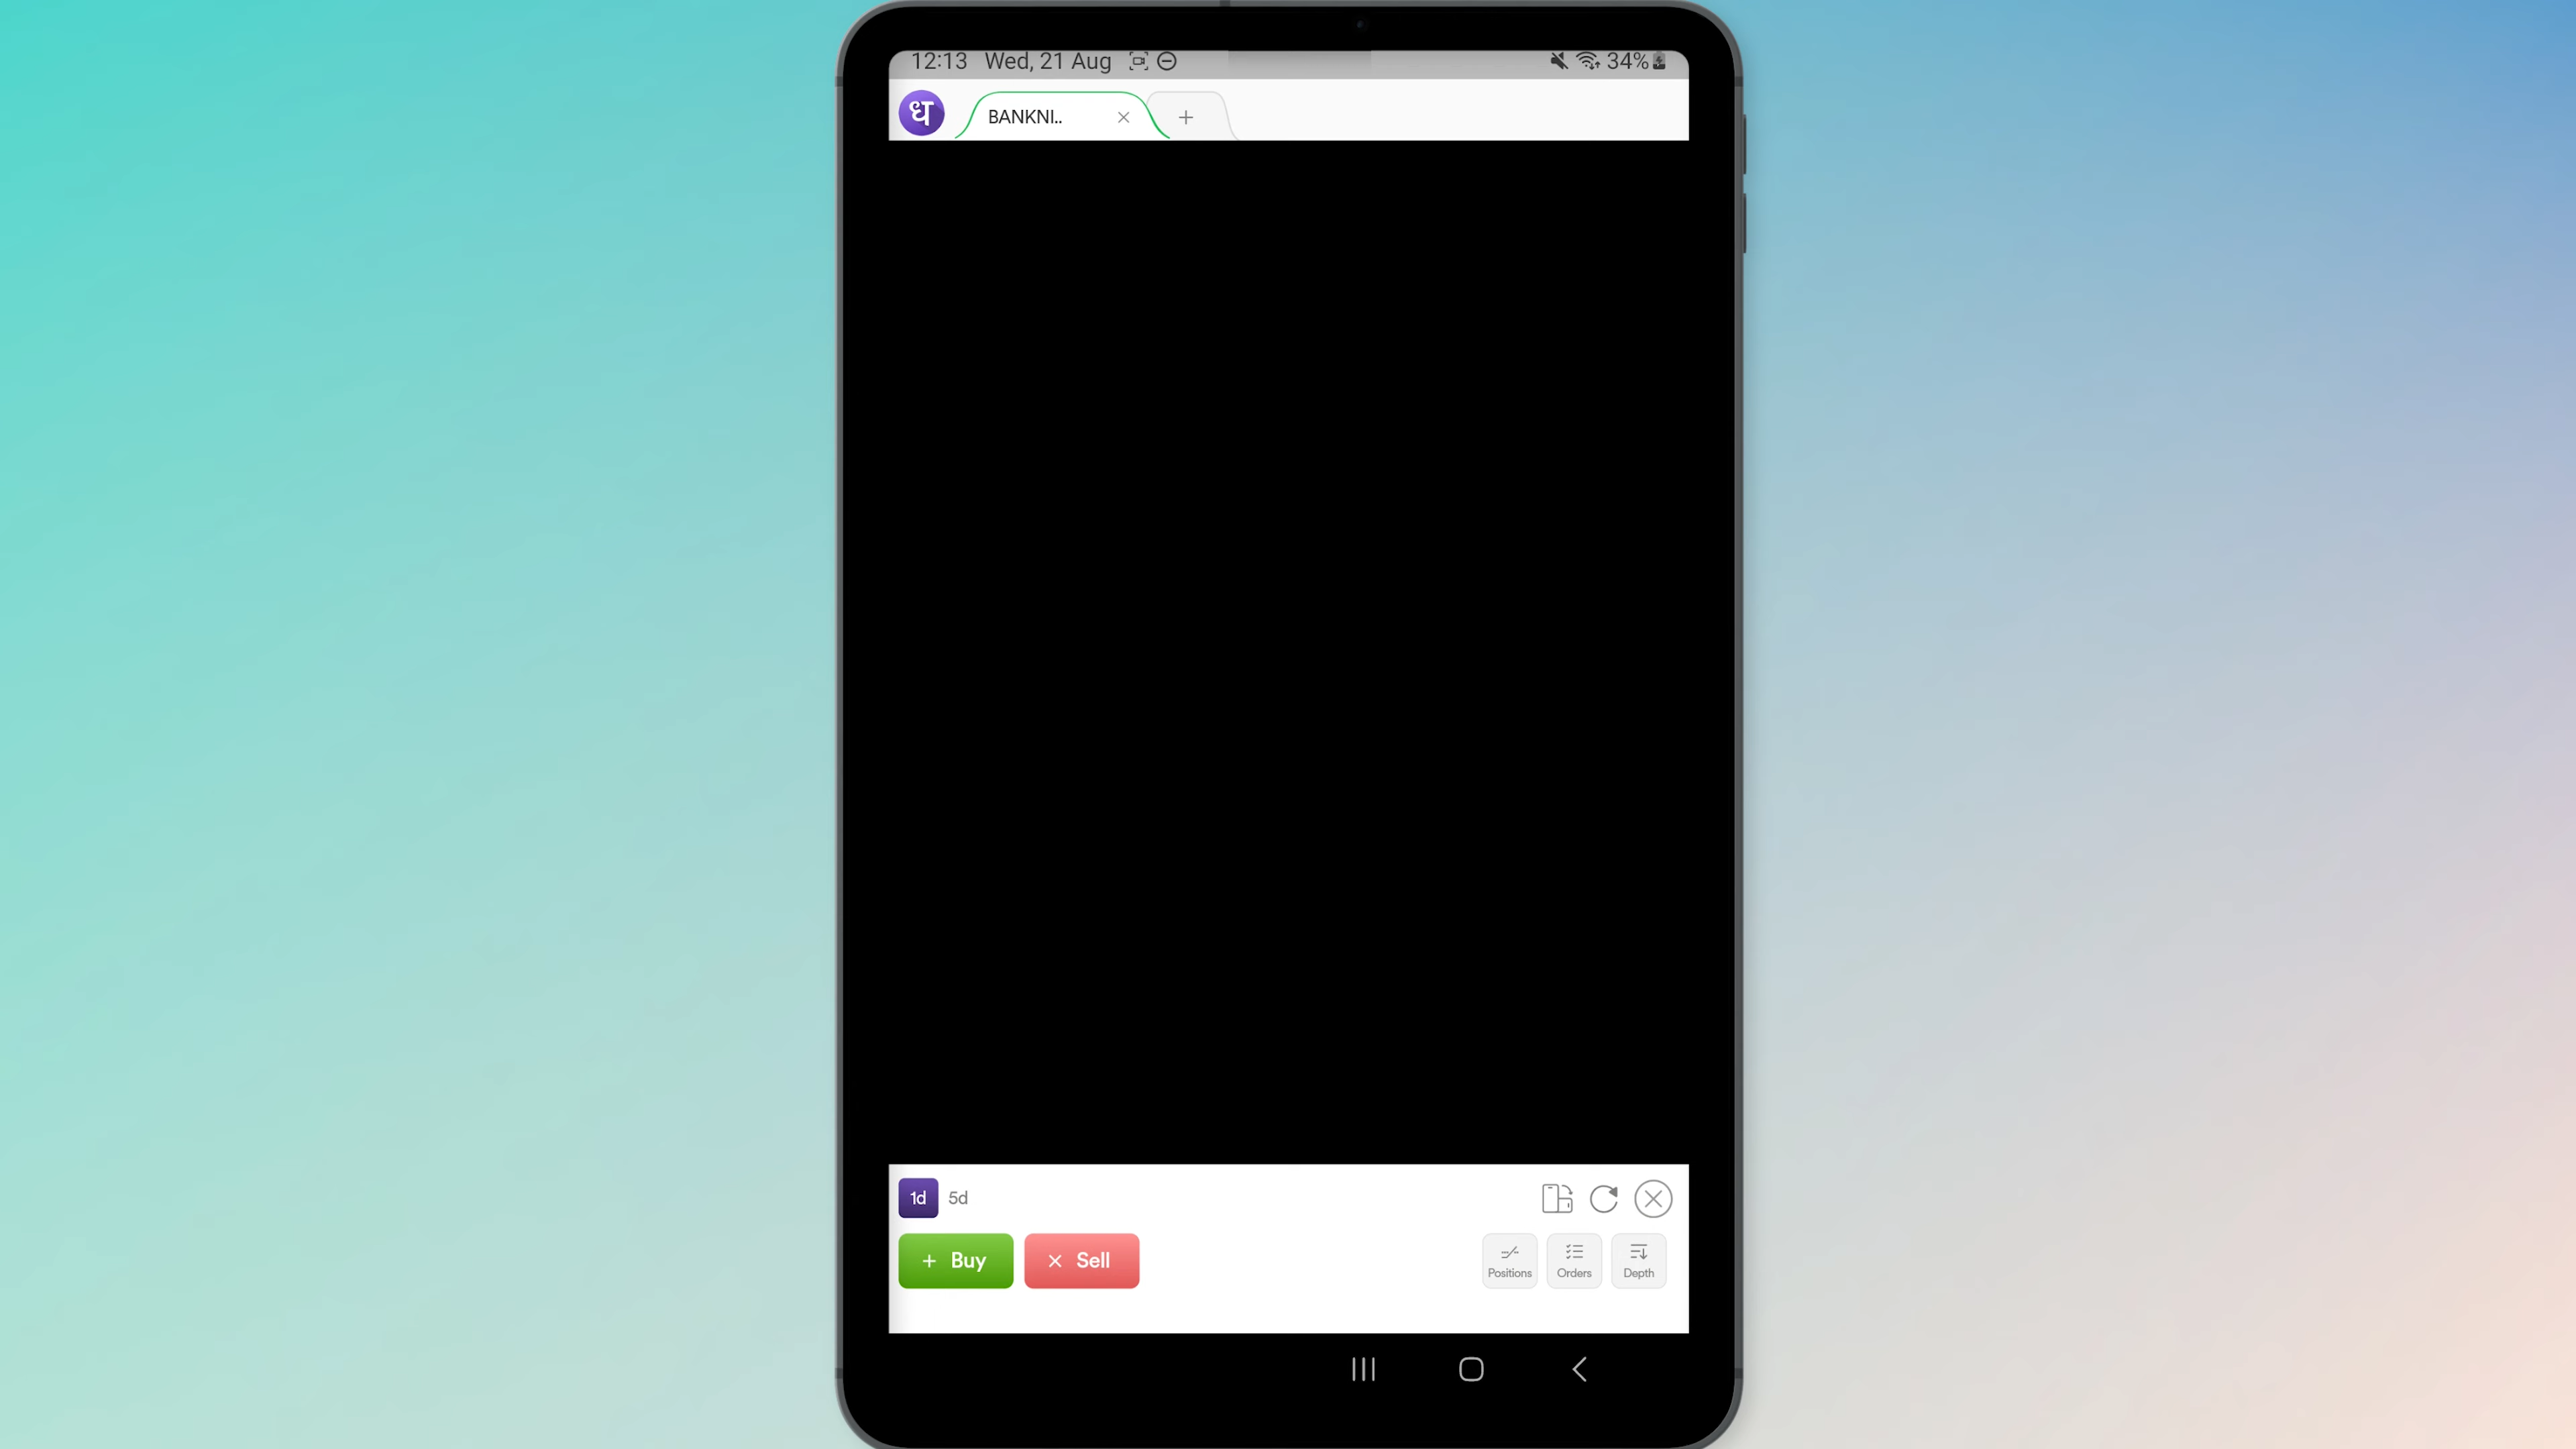 12:13 Wed, 21 Aug 34%
ध BANKNI..
1d 5d
Buy Sell
Positions Orders Depth